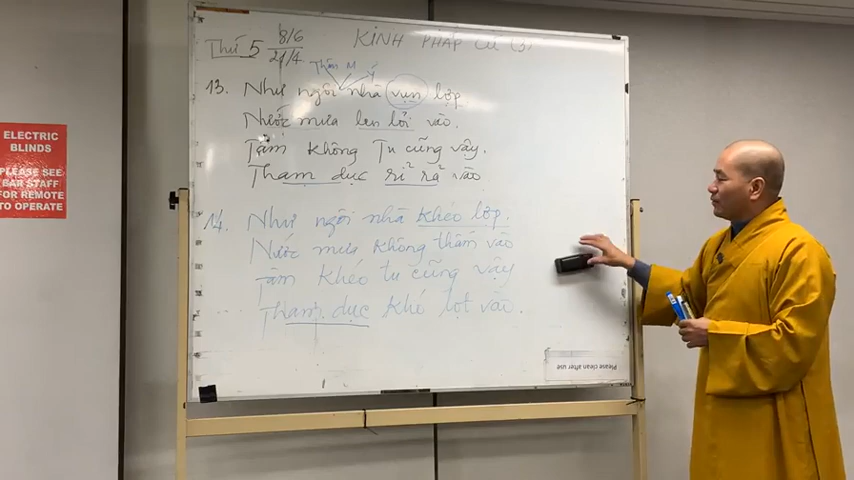 ELECTRIC
BLINDS
PLEASE SEE
BAR STAFF
FOR REMOTE
TO OPERATE
Thứ 5 8/6
21/4
KINH PHÁP CÚ
Thân M Ý
13. Như ngôi nhà vụn lợp
Nước mưa len lỏi vào.
Tâm không Tu cũng vậy.
Tham dục rỉ rả vào
14. Như ngôi nhà khéo lợp.
Nước mưa không thấm vào
Tâm khéo tu cũng vậy
Tham dục khó lọt vào.
Please clean after use